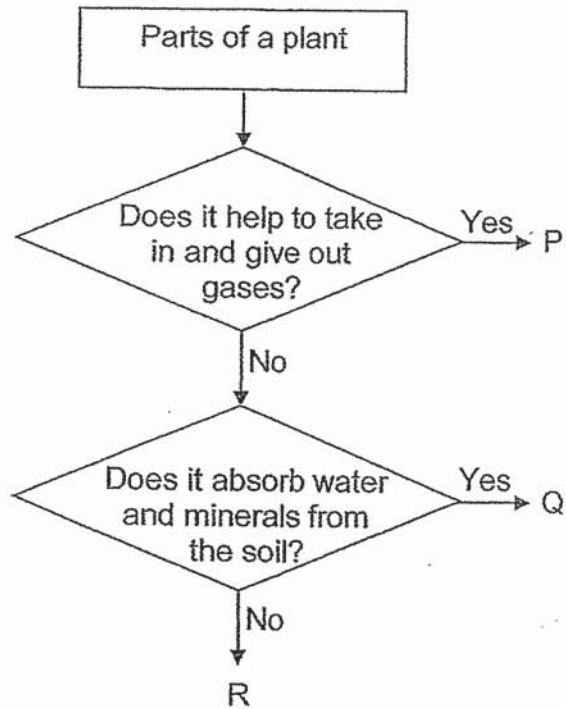 Parts of a plant
Does it help to take
in and give out
gases?
Yes
P
No
Does it absorb water
and minerals from
the soil?
Yes
Q
No
R